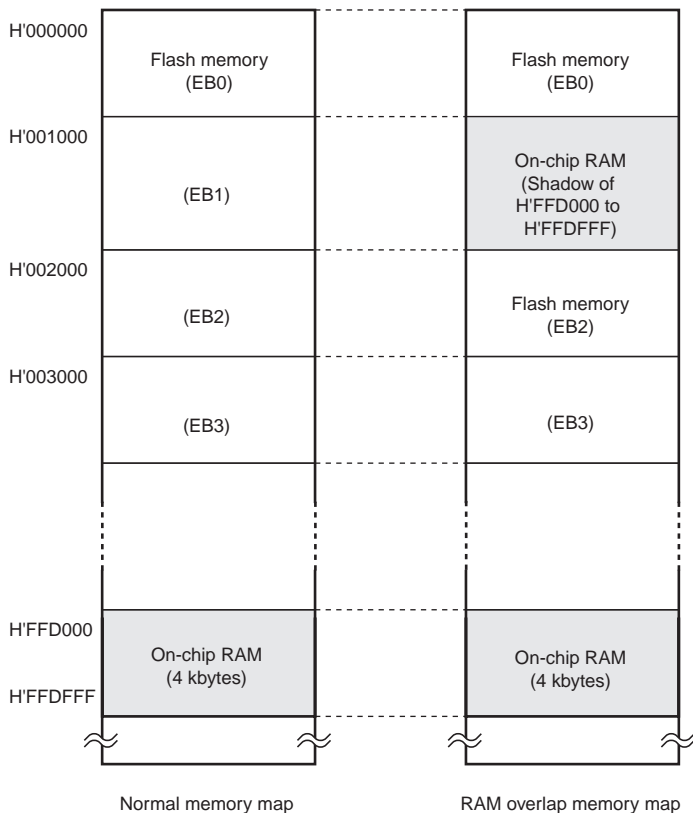 H'000000
Flash memory
(EB0)
Flash memory
(EB0)
H'001000
(EB1)
On-chip RAM
(Shadow of
H'FFD000 to
H'FFDFFF)
H'002000
(EB2)
Flash memory
(EB2)
H'003000
(EB3)
(EB3)
H'FFD000
On-chip RAM
(4 kbytes)
On-chip RAM
(4 kbytes)
H'FFDFFF
Normal memory map
RAM overlap memory map